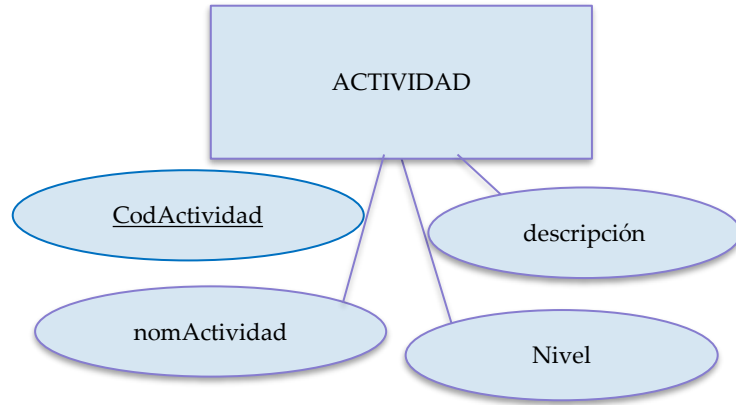 ACTIVIDAD
CodActividad
descripción
nomActividad
Nivel